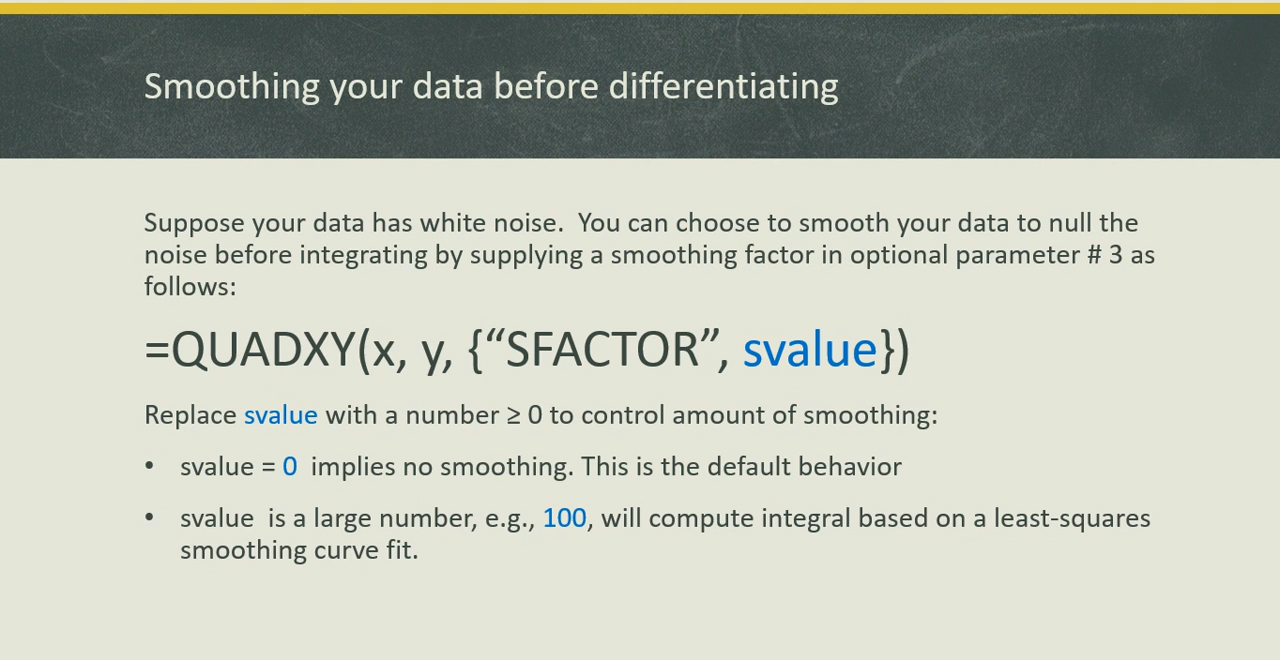 Smoothing your data before differentiating
Suppose your data has white noise.  You can choose to smooth your data to null the
noise before integrating by supplying a smoothing factor in optional parameter # 3 as
follows:
=QUADXY(x, y, {“SFACTOR”, svalue})
Replace svalue with a number ≥ 0 to control amount of smoothing:
• svalue = 0  implies no smoothing. This is the default behavior
• svalue  is a large number, e.g., 100, will compute integral based on a least-squares
smoothing curve fit.